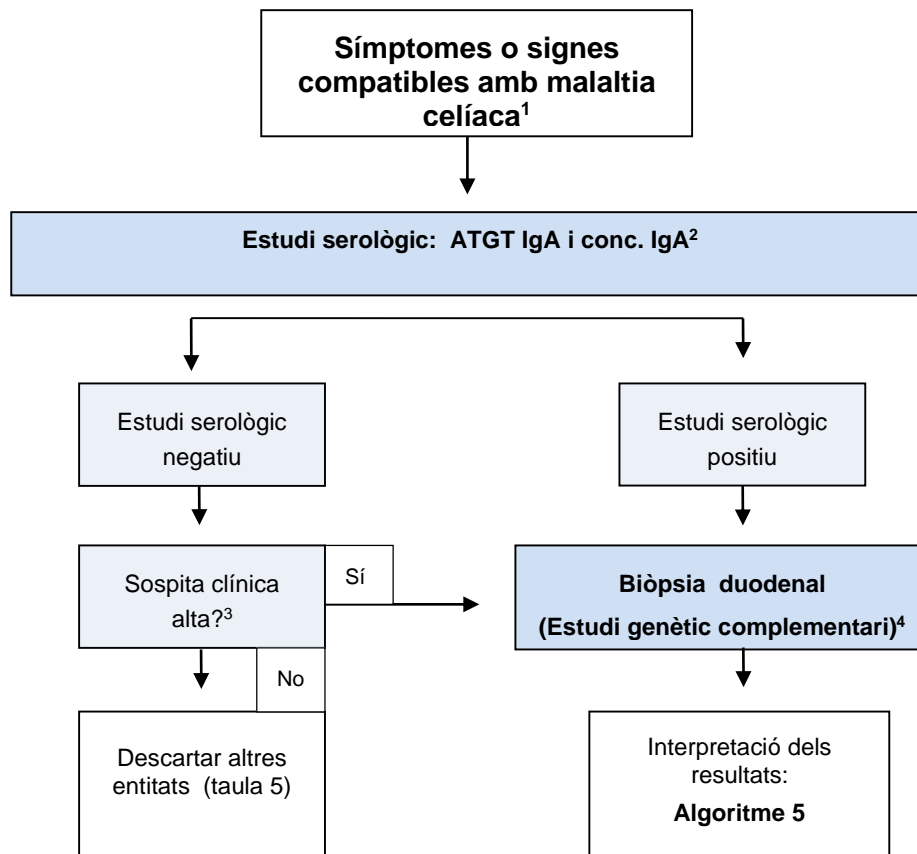 Símptomes o signes
compatibles amb malaltia
celíaca¹
Estudi serològic: ATGT IgA i conc. IgA²
Estudi serològic
negatiu
Estudi serològic
positiu
Sospita clínica
alta?³
Sí
Biòpsia duodenal
(Estudi genètic complementari)⁴
No
Descartar altres
entitats (taula 5)
Interpretació dels
resultats:
Algoritme 5